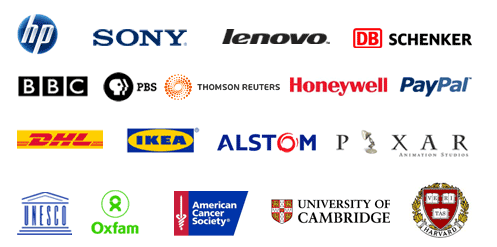 hp
SONY
lenovo
DB SCHENKER
BBC
PBS
THOMSON REUTERS
Honeywell
PayPal
DHL
IKEA
ALSTOM
PIXAR
ANIMATION STUDIOS
UNESCO
Oxfam
American
Cancer
Society
UNIVERSITY OF
CAMBRIDGE
VE RI
TAS
HARVARD